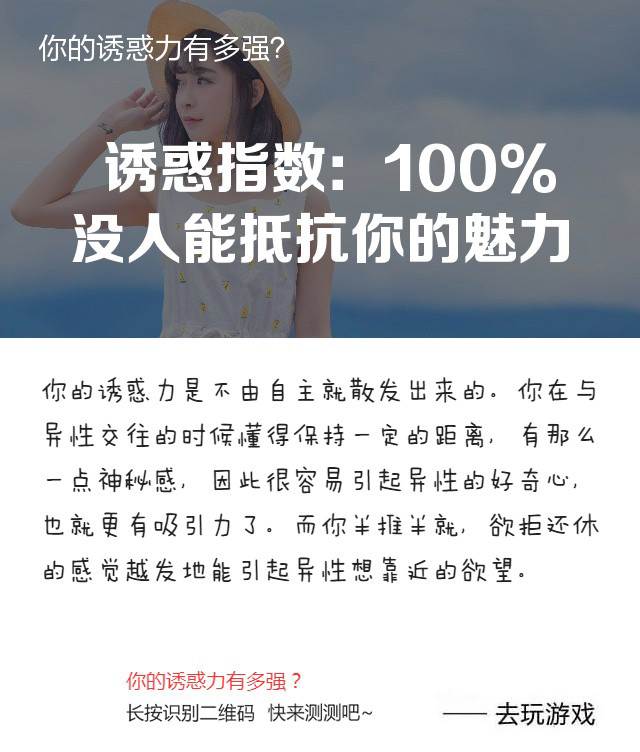 你的诱惑力有多强?
诱惑指数: 100%
没人能抵抗你的魅力
你的诱惑力是不由自主就散发出来的。你在与
异性交往的时候懂得保持一定的距离, 有那么
一点神秘感, 因此很容易引起异性的好奇心,
也就更有吸引力了。而你半推半就, 欲拒还休
的感觉越发地能引起异性想靠近的欲望。
你的诱惑力有多强？
长按识别二维码 快来测测吧~
—— 去玩游戏